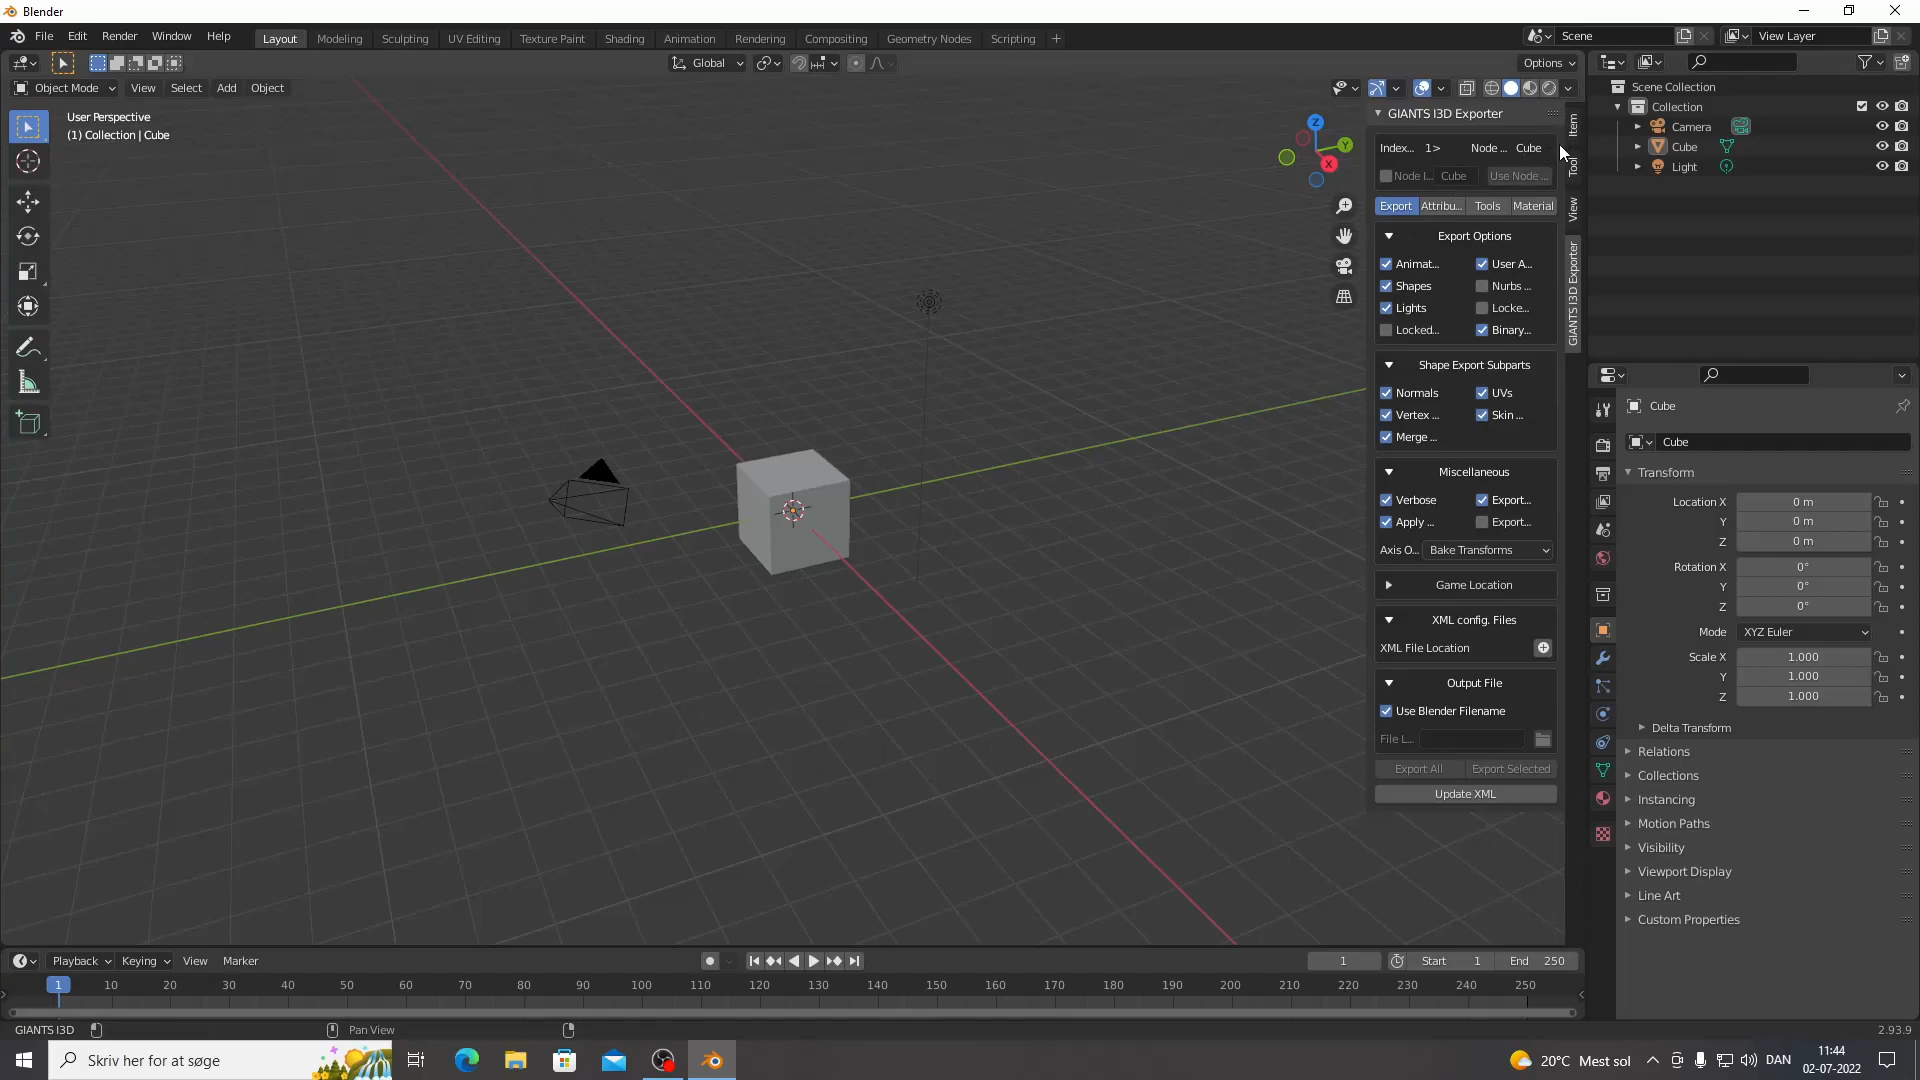 Blender
File Edit Render Window Help Layout Modeling Sculpting UV Editing Texture Paint Shading Animation Rendering Compositing Geometry Nodes Scripting + Scene View Layer
Global Options
Object Mode View Select Add Object
User Perspective
(1) Collection | Cube
Z
Y
X
GIANTS I3D Exporter
Index... 1> Node ... Cube
Node I... Cube Use Node ...
Export Attribu... Tools Material
Export Options
Animat... User A...
Shapes Nurbs ...
Lights Locke...
Locked... Binary...
Shape Export Subparts
Normals UVs
Vertex ... Skin ...
Merge ...
Miscellaneous
Verbose Export...
Apply ... Export...
Axis O... Bake Transforms
Game Location
XML config. Files
XML File Location
Output File
Use Blender Filename
File L...
Export All Export Selected
Update XML
Item
Tool
View
GIANTS I3D Exporter
Scene Collection
Collection
Camera
Cube
Light
Cube
Cube
Transform
Location X 0 m
Y 0 m
Z 0 m
Rotation X 0°
Y 0°
Z 0°
Mode XYZ Euler
Scale X 1.000
Y 1.000
Z 1.000
Delta Transform
Relations
Collections
Instancing
Motion Paths
Visibility
Viewport Display
Line Art
Custom Properties
Playback Keying View Marker 1 Start 1 End 250
1 10 20 30 40 50 60 70 80 90 100 110 120 130 140 150 160 170 180 190 200 210 220 230 240 250
GIANTS I3D Pan View 2.93.9
Skriv her for at søge 20°C Mest sol DAN 11:44
02-07-2022